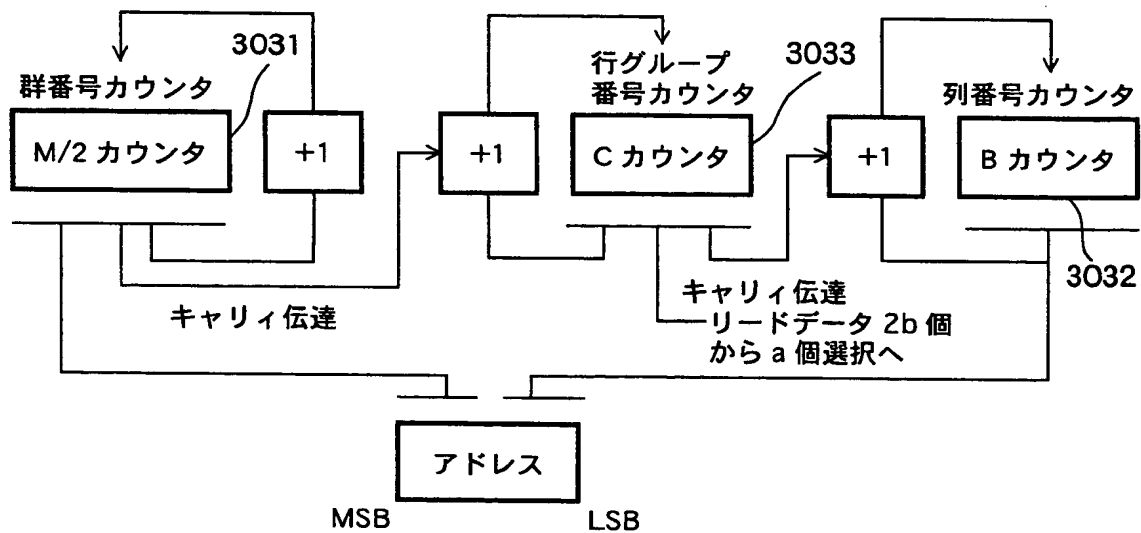 3031
群番号カウンタ
M/2 カウンタ
+1
+1
行グループ
番号カウンタ
3033
C カウンタ
+1
列番号カウンタ
B カウンタ
3032
キャリィ伝達
キャリィ伝達
リードデータ 2b 個
から a 個選択へ
アドレス
MSB
LSB